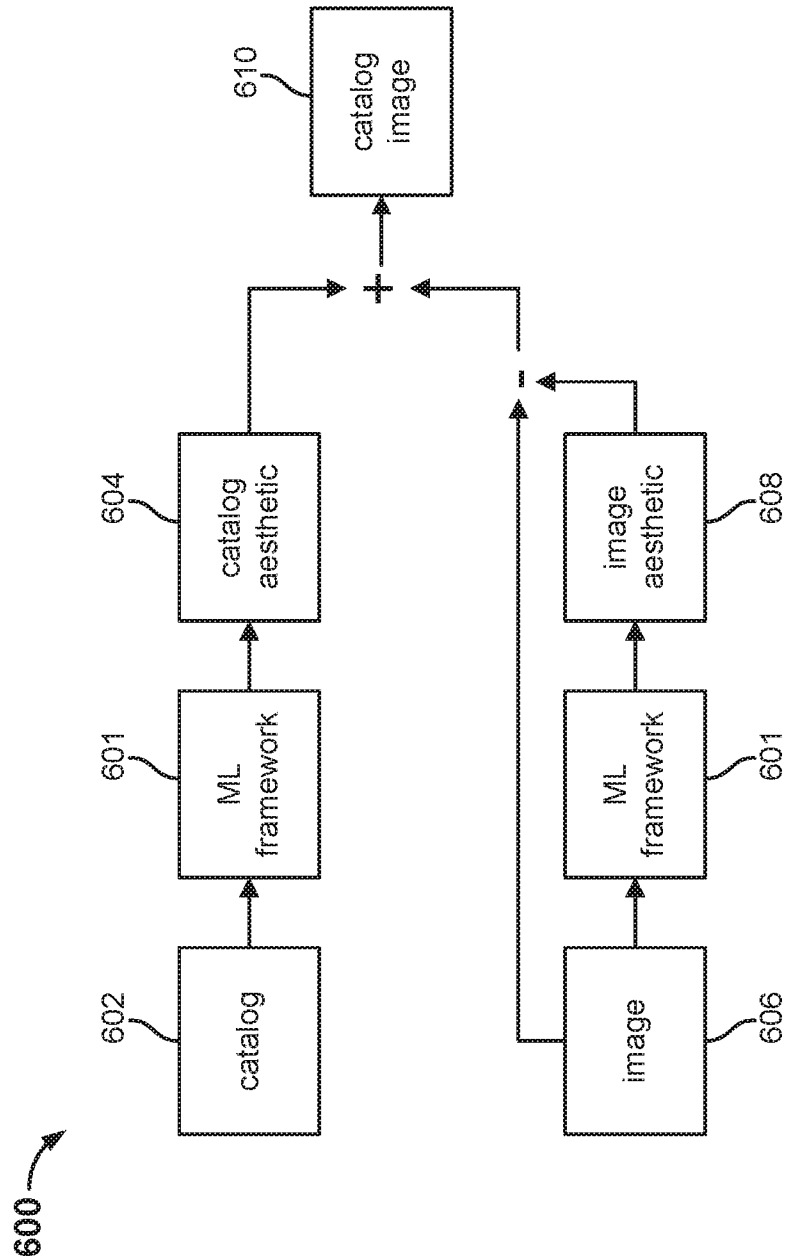 600
602
catalog
601
ML
framework
604
catalog
aesthetic
+
610
catalog
image
-
606
image
601
ML
framework
608
image
aesthetic